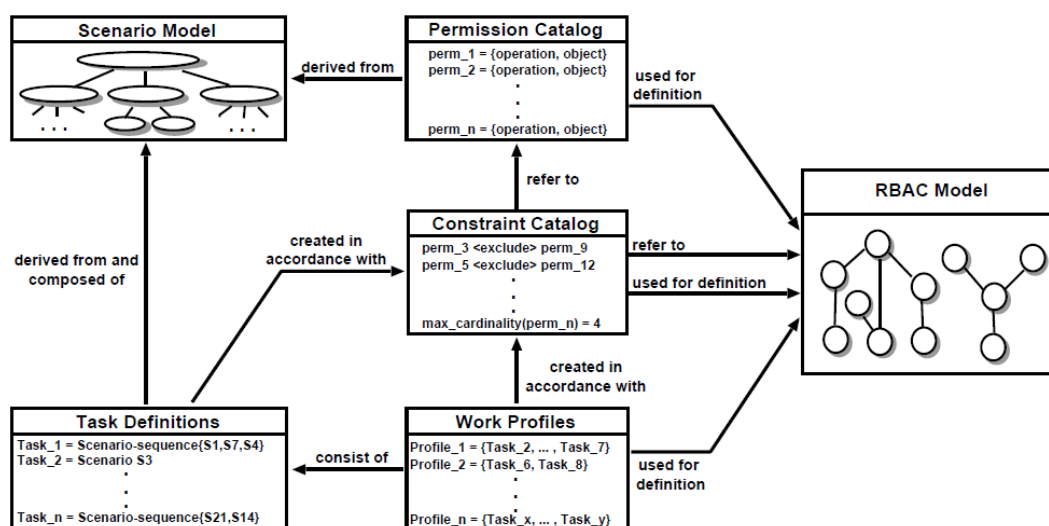 Scenario Model
. . .
. . .
derived from
Permission Catalog
perm_1 = {operation, object}
perm_2 = {operation, object}
.
.
.
perm_n = {operation, object}
used for
definition
refer to
RBAC Model
derived from and
composed of
created in
accordance with
Constraint Catalog
perm_3 <exclude> perm_9
perm_5 <exclude> perm_12
.
.
.
max_cardinality(perm_n) = 4
refer to
used for definition
created in
accordance with
Task Definitions
Task_1 = Scenario-sequence{S1,S7,S4}
Task_2 = Scenario S3
.
.
.
Task_n = Scenario-sequence{S21,S14}
consist of
Work Profiles
Profile_1 = {Task_2, ... , Task_7}
Profile_2 = {Task_6, Task_8}
.
.
.
Profile_n = {Task_x, ... , Task_y}
used for
definition